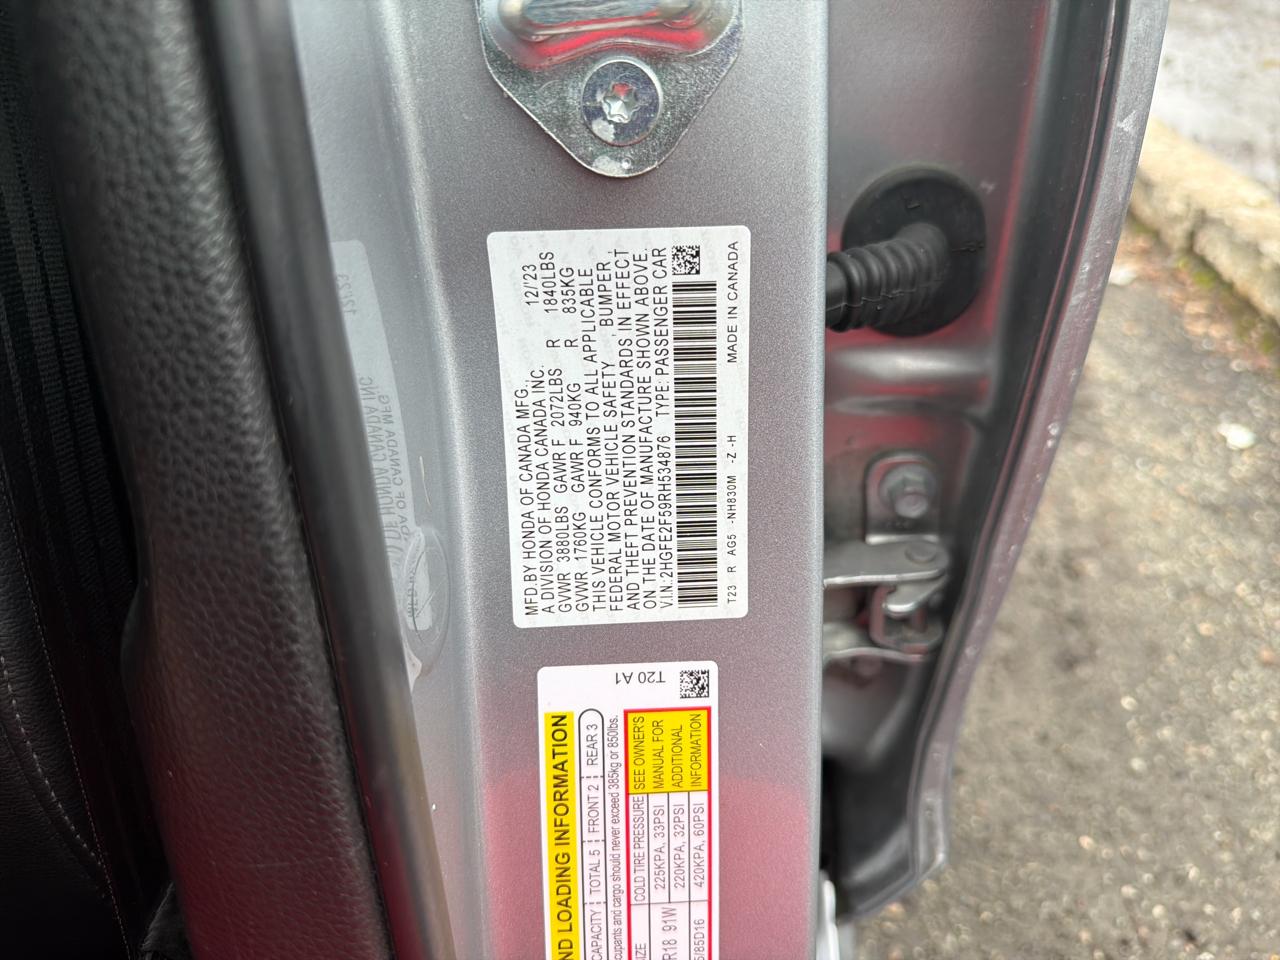 MFD.BY HONDA OF CANADA MFG.,
A DIVISION OF HONDA CANADA INC. 12/'23
GVWR 3880LBS GAWR F 2072LBS R 1840LBS
GVWR 1760KG GAWR F 940KG R 835KG
THIS VEHICLE CONFORMS TO ALL APPLICABLE
FEDERAL MOTOR VEHICLE SAFETY, BUMPER,
AND THEFT PREVENTION STANDARDS IN EFFECT
ON THE DATE OF MANUFACTURE SHOWN ABOVE.
V.I.N.:2HGFE2F59RH534876 TYPE: PASSENGER CAR
T23 R AG5 -NH830M -Z -H MADE IN CANADA
T20 A1
LOADING INFORMATION
CAPACITY TOTAL 5 FRONT 2 REAR 3
and cargo should never exceed 385kg or 850lbs.
COLD TIRE PRESSURE SEE OWNER'S
R18 91W 225KPA, 33PSI MANUAL FOR
220KPA, 32PSI ADDITIONAL
/85D16 420KPA, 60PSI INFORMATION